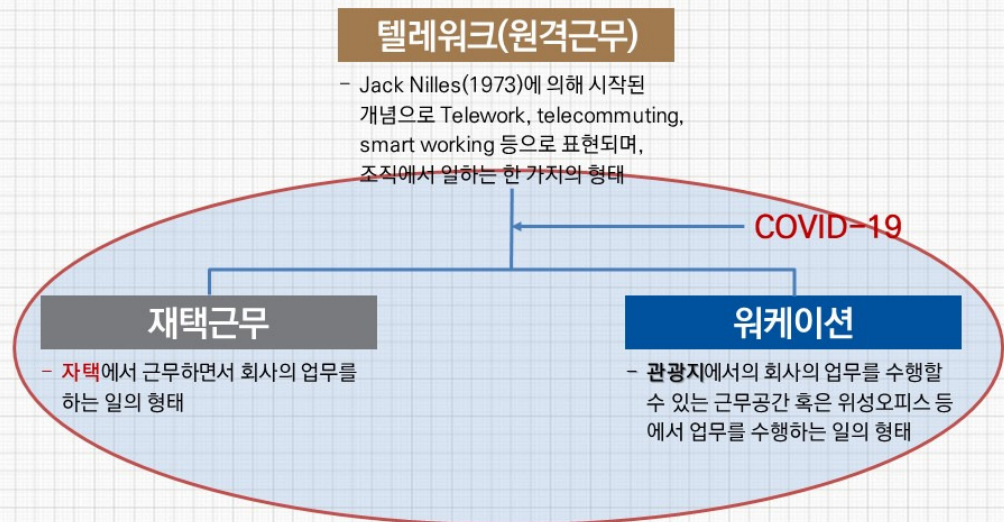 텔레워크(원격근무)
- Jack Nilles(1973)에 의해 시작된
개념으로 Telework, telecommuting,
smart working 등으로 표현되며,
조직에서 일하는 한 가지의 형태
COVID-19
재택근무
- 자택에서 근무하면서 회사의 업무를
하는 일의 형태
워케이션
- 관광지에서의 회사의 업무를 수행할
수 있는 근무공간 혹은 위성오피스 등
에서 업무를 수행하는 일의 형태